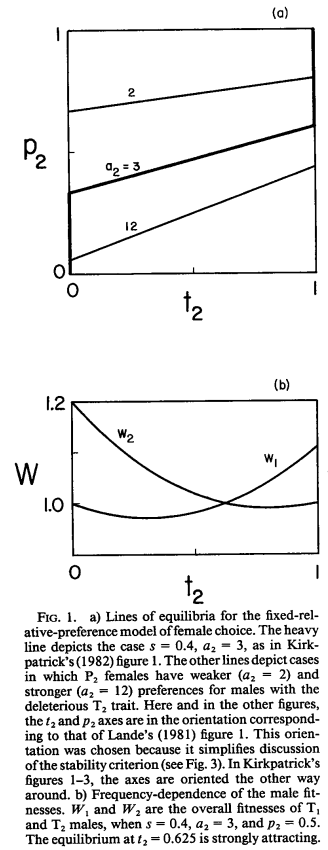 (a)
1
2
P2
a2 = 3
12
0
0
1
t2
(b)
1.2
W2
W1
W
1.0
0
1
t2
FIG. 1. a) Lines of equilibria for the fixed-rel-
ative-preference model of female choice. The heavy
line depicts the case s = 0.4, a2 = 3, as in Kirk-
patrick's (1982) figure 1. The other lines depict cases
in which P2 females have weaker (a2 = 2) and
stronger (a2 = 12) preferences for males with the
deleterious T2 trait. Here and in the other figures,
the t2 and p2 axes are in the orientation correspond-
ing to that of Lande's (1981) figure 1. This orien-
tation was chosen because it simplifies discussion
of the stability criterion (see Fig. 3). In Kirkpatrick's
figures 1–3, the axes are oriented the other way
around. b) Frequency-dependence of the male fit-
nesses. W1 and W2 are the overall fitnesses of T1
and T2 males, when s = 0.4, a2 = 3, and p2 = 0.5.
The equilibrium at t2 = 0.625 is strongly attracting.